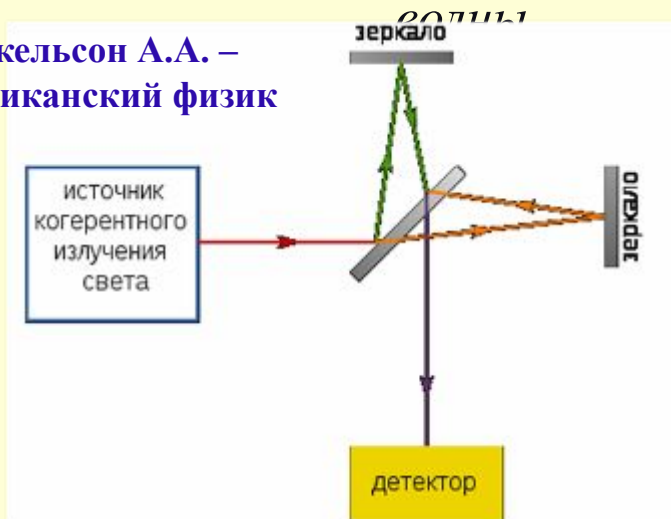 волны
зеркало
кельсон А.А. –
иканский физик
источник
когерентного
излучения
света
зеркало
детектор